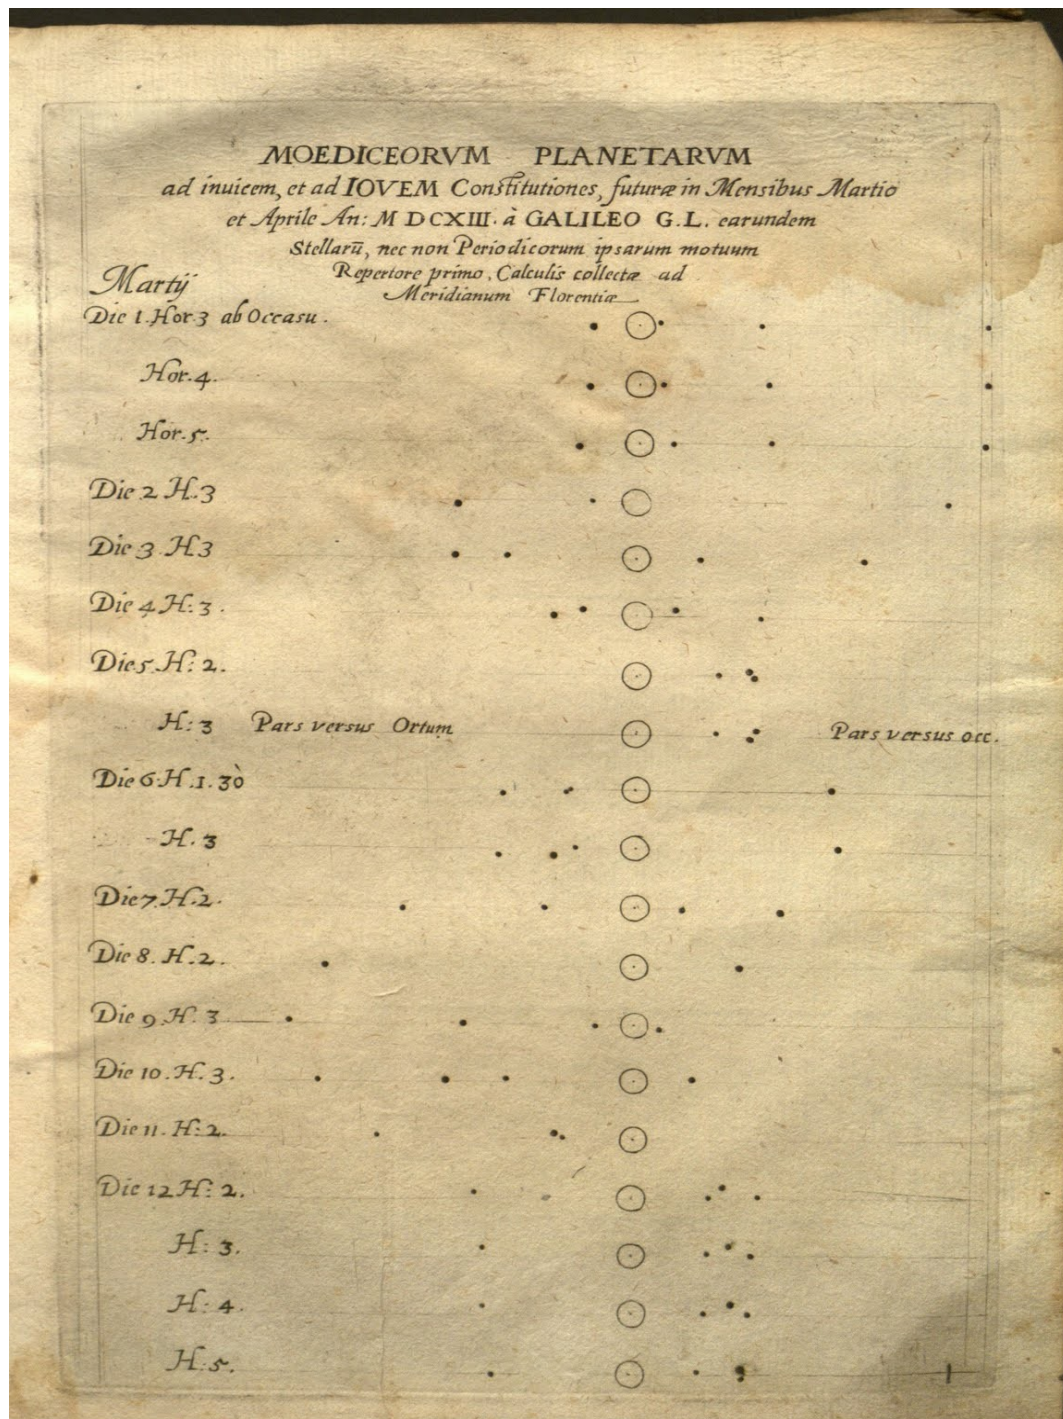 MOEDICEORVM PLANETARVM
ad inuicem, et ad IOVEM Constitutiones, futuræ in Mensibus Martio
et Aprile An: M DCXIII. à GALILEO G.L. earundem
Stellarū, nec non Periodicorum ipsarum motuum
Repertore primo. Calculis collectæ ad
Meridianum Florentiæ
Martij
Die 1. Hor. 3 ab Occasu.
Hor. 4.
Hor. 5.
Die 2 H. 3
Die 3 H. 3
Die 4 H: 3.
Die 5. H: 2.
H: 3 Pars versus Ortum Pars versus occ.
Die 6. H. 1. 30
H. 3
Die 7. H. 2.
Die 8. H. 2.
Die 9. H. 3
Die 10. H. 3.
Die 11. H: 2.
Die 12 H: 2.
H: 3.
H: 4.
H: 5.